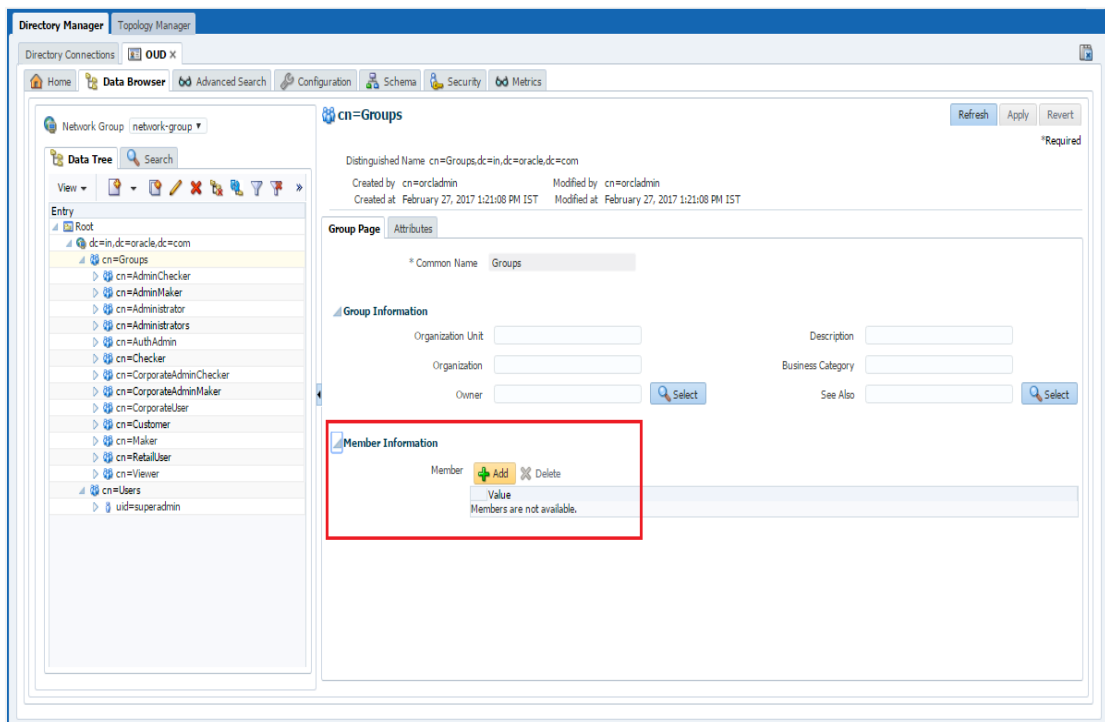 Directory Manager Topology Manager
Directory Connections OUD ×
Home Data Browser Advanced Search Configuration Schema Security Metrics
Network Group network-group
Data Tree Search
View »
Entry
Root
dc=in,dc=oracle,dc=com
cn=Groups
cn=AdminChecker
cn=AdminMaker
cn=Administrator
cn=Administrators
cn=AuthAdmin
cn=Checker
cn=CorporateAdminChecker
cn=CorporateAdminMaker
cn=CorporateUser
cn=Customer
cn=Maker
cn=RetailUser
cn=Viewer
cn=Users
uid=superadmin
cn=Groups Refresh Apply Revert
*Required
Distinguished Name cn=Groups,dc=in,dc=oracle,dc=com
Created by cn=orcladmin Modified by cn=orcladmin
Created at February 27, 2017 1:21:08 PM IST Modified at February 27, 2017 1:21:08 PM IST
Group Page Attributes
* Common Name Groups
Group Information
Organization Unit Description
Organization Business Category
Owner Select See Also Select
Member Information
Member Add Delete
Value
Members are not available.